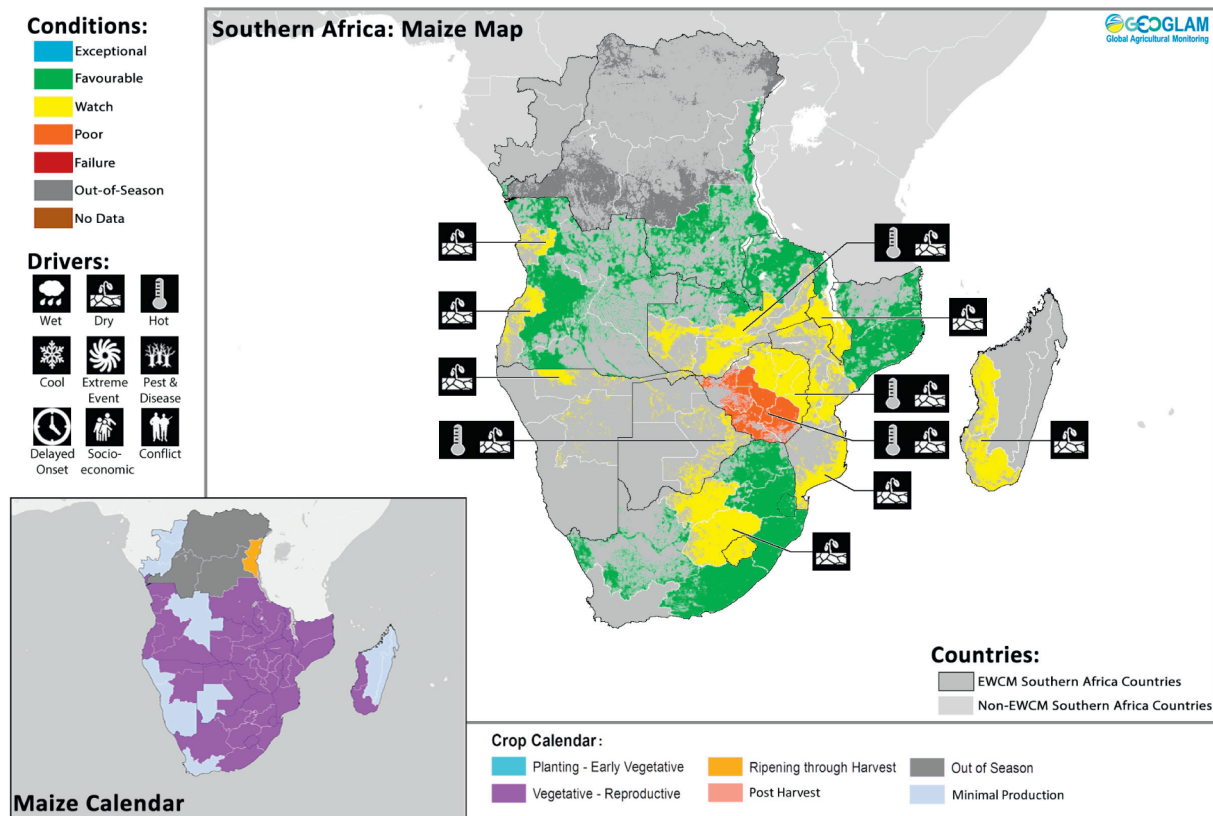 Conditions:
Exceptional
Favourable
Watch
Poor
Failure
Out-of-Season
No Data
Drivers:
Wet
Dry
Hot
Cool
Extreme
Event
Pest &
Disease
Delayed
Onset
Socio-
economic
Conflict
Southern Africa: Maize Map
GEOGLAM
Global Agricultural Monitoring
Countries:
EWCM Southern Africa Countries
Non-EWCM Southern Africa Countries
Maize Calendar
Crop Calendar:
Planting - Early Vegetative
Ripening through Harvest
Out of Season
Vegetative - Reproductive
Post Harvest
Minimal Production